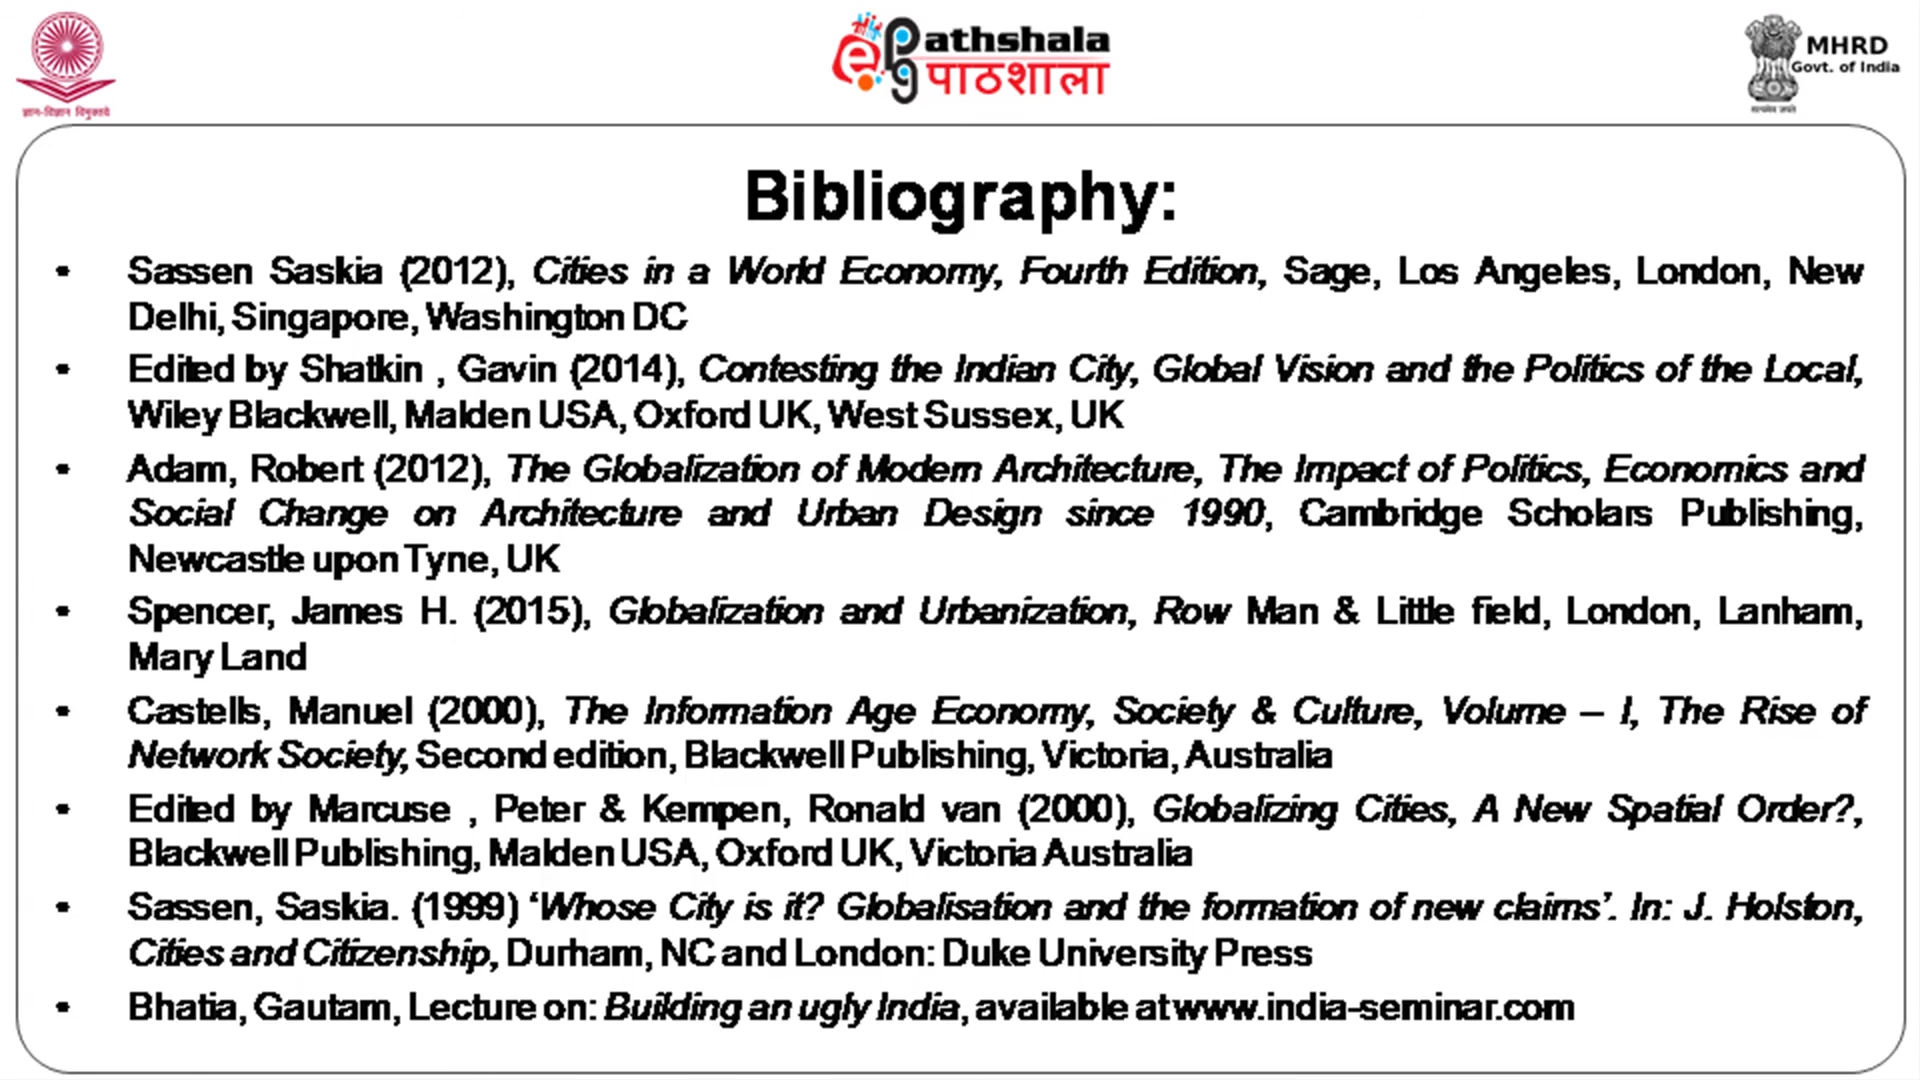 ज्ञान-विज्ञान विमुक्तये
ePG Pathshala
पाठशाला
MHRD
Govt. of India
सत्यमेव जयते
Bibliography:
• Sassen Saskia (2012), Cities in a World Economy, Fourth Edition, Sage, Los Angeles, London, New
Delhi, Singapore, Washington DC
• Edited by Shatkin , Gavin (2014), Contesting the Indian City, Global Vision and the Politics of the Local,
Wiley Blackwell, Malden USA, Oxford UK, West Sussex, UK
• Adam, Robert (2012), The Globalization of Modern Architecture, The Impact of Politics, Economics and
Social Change on Architecture and Urban Design since 1990, Cambridge Scholars Publishing,
Newcastle upon Tyne, UK
• Spencer, James H. (2015), Globalization and Urbanization, Row Man & Little field, London, Lanham,
Mary Land
• Castells, Manuel (2000), The Information Age Economy, Society & Culture, Volume – I, The Rise of
Network Society, Second edition, Blackwell Publishing, Victoria, Australia
• Edited by Marcuse , Peter & Kempen, Ronald van (2000), Globalizing Cities, A New Spatial Order?,
Blackwell Publishing, Malden USA, Oxford UK, Victoria Australia
• Sassen, Saskia. (1999) ‘Whose City is it? Globalisation and the formation of new claims’. In: J. Holston,
Cities and Citizenship, Durham, NC and London: Duke University Press
• Bhatia, Gautam, Lecture on: Building an ugly India, available at www.india-seminar.com